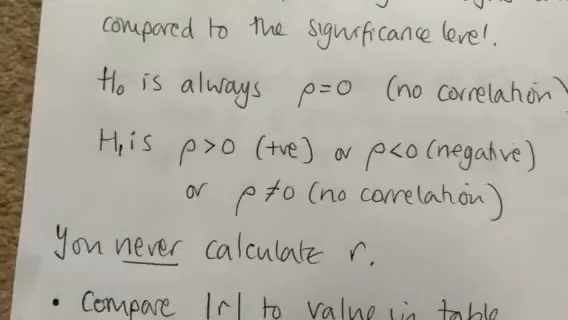 compared to the significance level.
H₀ is always ρ=0 (no correlation)
H₁ is ρ>0 (+ve) or ρ<0 (negative)
or ρ≠0 (no correlation)
You never calculate r.
• Compare |r| to value in table